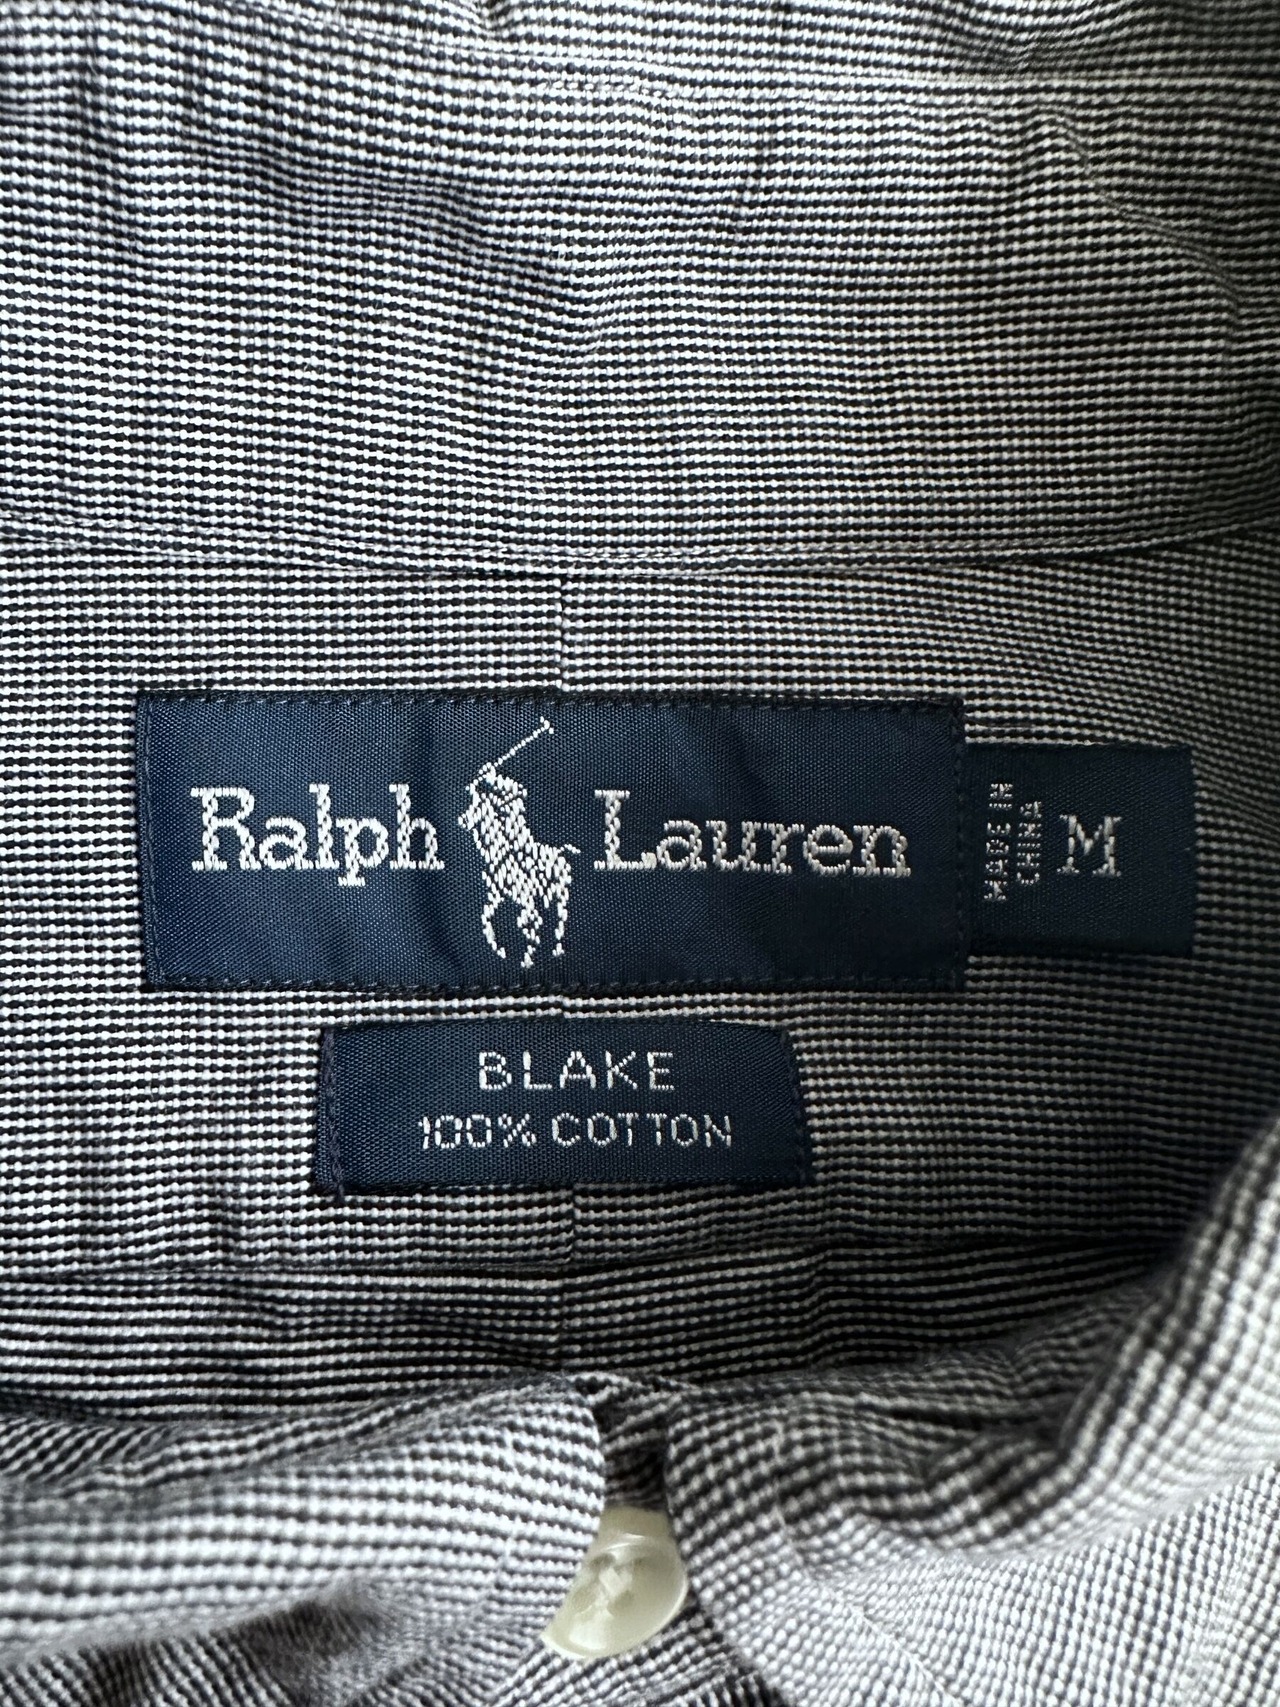 Ralph Lauren
MADE IN
CHINA
M
BLAKE
100% COTTON